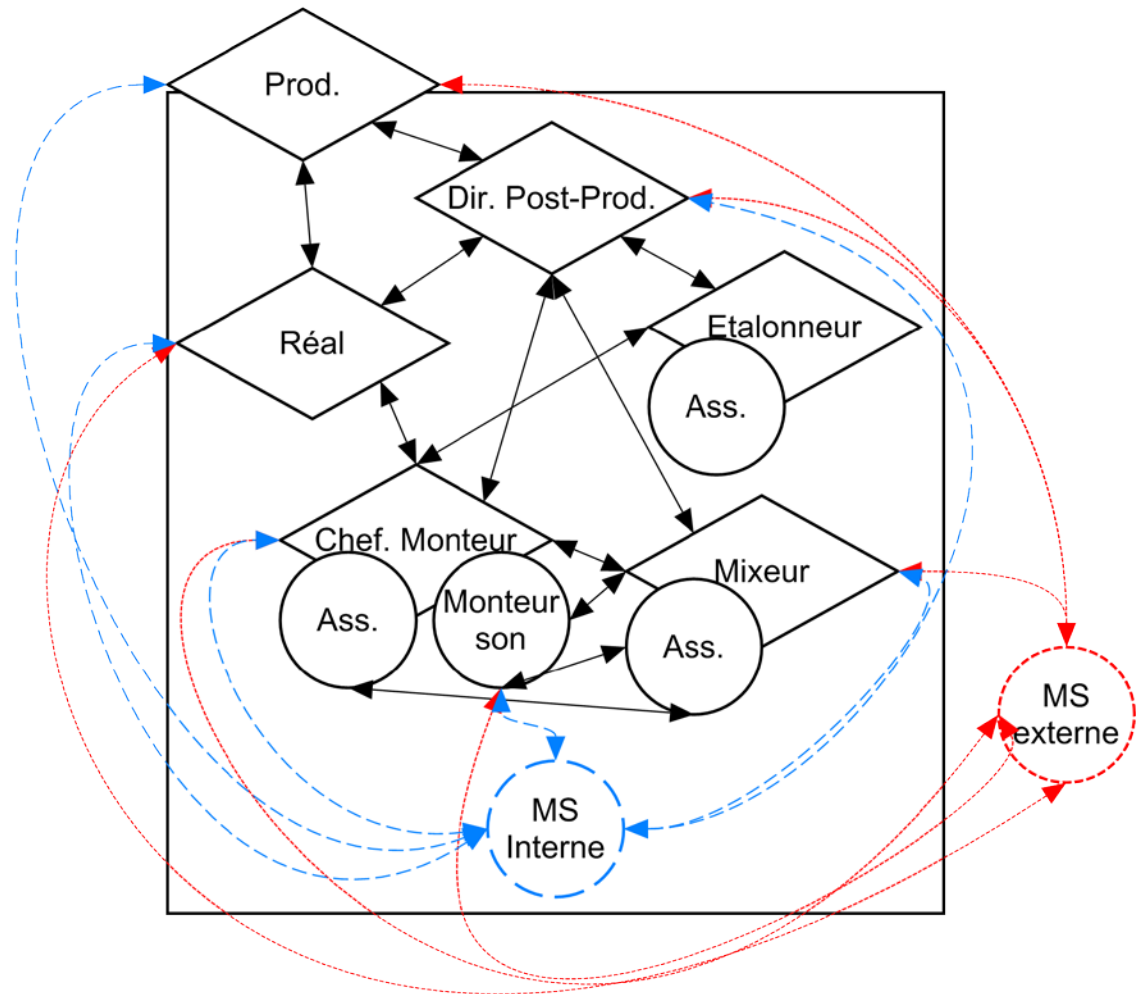 Prod.
Dir. Post-Prod.
Etalonneur
Réal
Ass.
Chef. Monteur
Mixeur
Ass.
Monteur
son
Ass.
MS
externe
MS
Interne